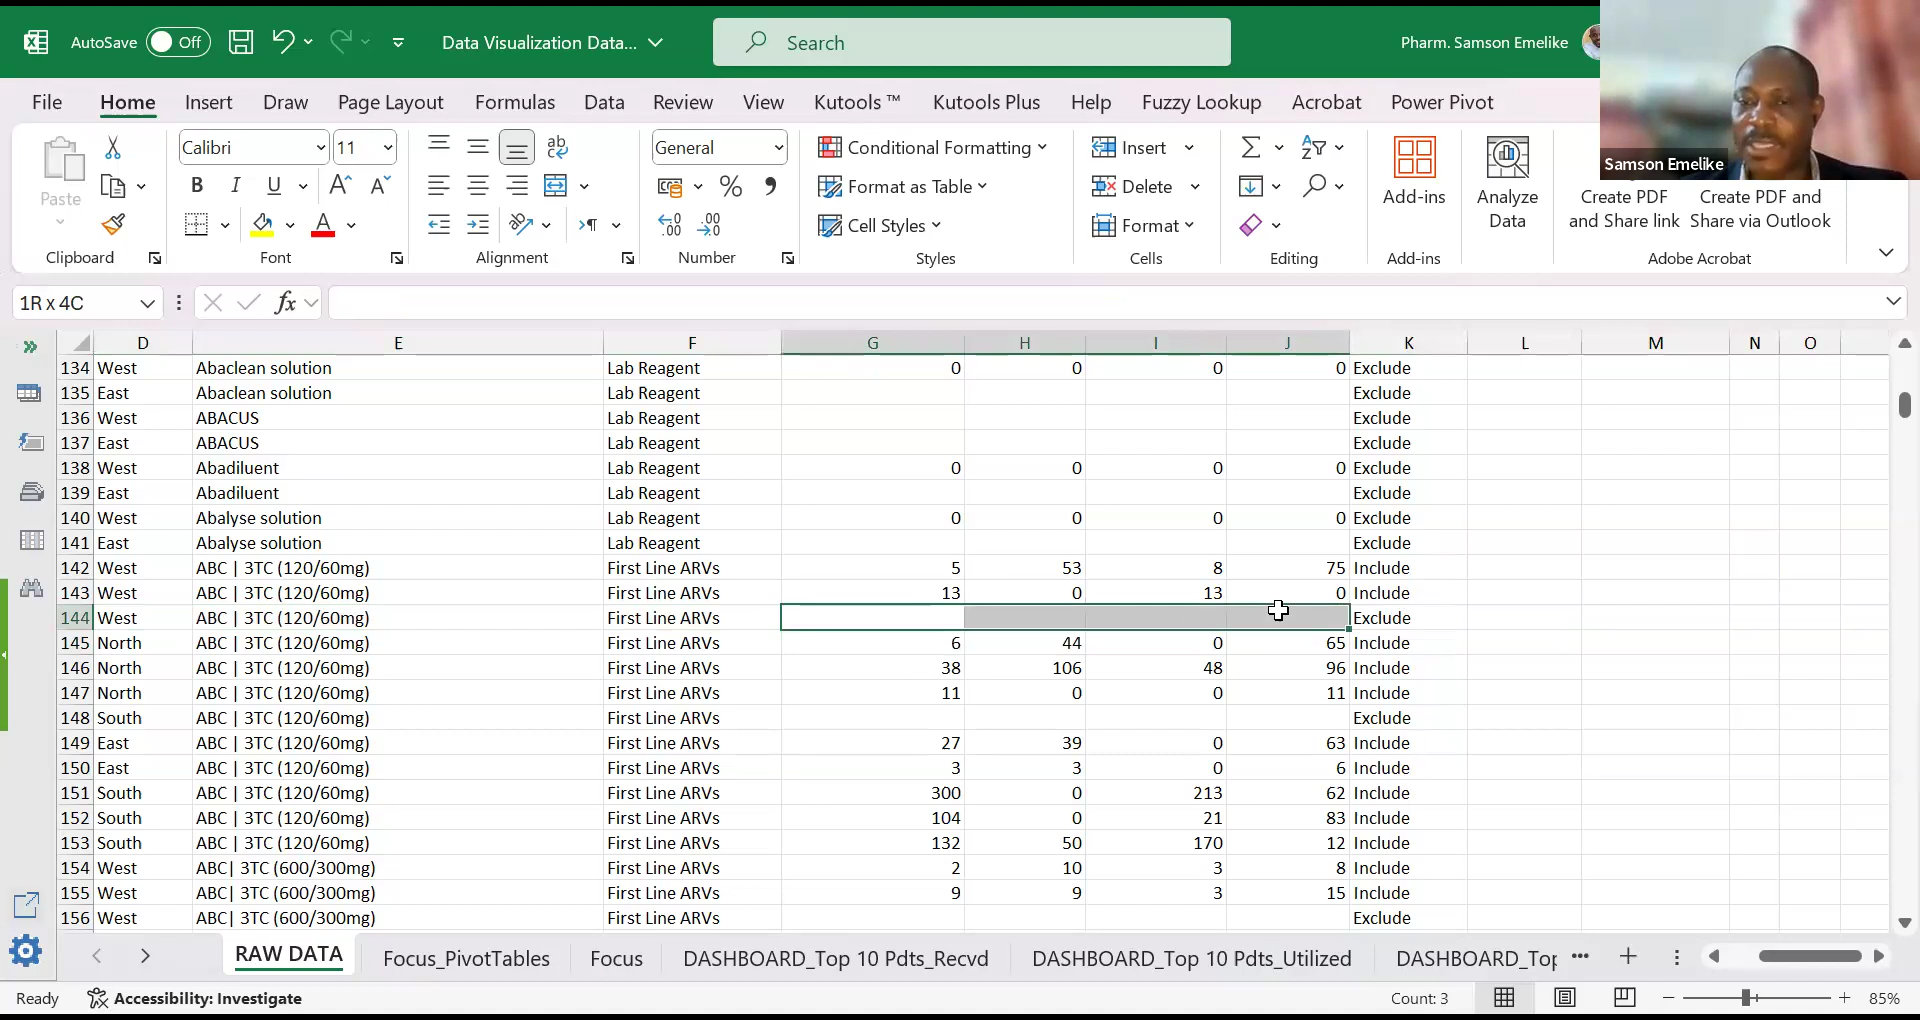 AutoSave Off Data Visualization Data... Search Pharm. Samson Emelike
File Home Insert Draw Page Layout Formulas Data Review View Kutools ™ Kutools Plus Help Fuzzy Lookup Acrobat Power Pivot
Samson Emelike
Paste Calibri 11 General Conditional Formatting Insert
B I U Format as Table Delete Add-ins Analyze Data Create PDF and Share link Create PDF and Share via Outlook
Cell Styles Format
Clipboard Font Alignment Number Styles Cells Editing Add-ins Adobe Acrobat
1R x 4C fx
D E F G H I J K L M N O
134 West Abaclean solution Lab Reagent 0 0 0 0 Exclude
135 East Abaclean solution Lab Reagent Exclude
136 West ABACUS Lab Reagent Exclude
137 East ABACUS Lab Reagent Exclude
138 West Abadiluent Lab Reagent 0 0 0 0 Exclude
139 East Abadiluent Lab Reagent Exclude
140 West Abalyse solution Lab Reagent 0 0 0 0 Exclude
141 East Abalyse solution Lab Reagent Exclude
142 West ABC | 3TC (120/60mg) First Line ARVs 5 53 8 75 Include
143 West ABC | 3TC (120/60mg) First Line ARVs 13 0 13 0 Include
144 West ABC | 3TC (120/60mg) First Line ARVs Exclude
145 North ABC | 3TC (120/60mg) First Line ARVs 6 44 0 65 Include
146 North ABC | 3TC (120/60mg) First Line ARVs 38 106 48 96 Include
147 North ABC | 3TC (120/60mg) First Line ARVs 11 0 0 11 Include
148 South ABC | 3TC (120/60mg) First Line ARVs Exclude
149 East ABC | 3TC (120/60mg) First Line ARVs 27 39 0 63 Include
150 East ABC | 3TC (120/60mg) First Line ARVs 3 3 0 6 Include
151 South ABC | 3TC (120/60mg) First Line ARVs 300 0 213 62 Include
152 South ABC | 3TC (120/60mg) First Line ARVs 104 0 21 83 Include
153 South ABC | 3TC (120/60mg) First Line ARVs 132 50 170 12 Include
154 West ABC| 3TC (600/300mg) First Line ARVs 2 10 3 8 Include
155 West ABC| 3TC (600/300mg) First Line ARVs 9 9 3 15 Include
156 West ABC| 3TC (600/300mg) First Line ARVs Exclude
RAW DATA Focus_PivotTables Focus DASHBOARD_Top 10 Pdts_Recvd DASHBOARD_Top 10 Pdts_Utilized DASHBOARD_Top
Ready Accessibility: Investigate Count: 3 85%